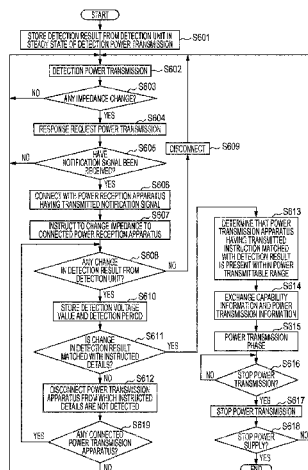 START
STORE DETECTION RESULT FROM DETECTION UNIT IN
STEADY STATE OF DETECTION POWER TRANSMISSION
S601
DETECTION POWER TRANSMISSION
S602
S603
ANY IMPEDANCE CHANGE?
NO
YES
S604
RESPONSE REQUEST POWER TRANSMISSION
S605
HAVE
NOTIFICATION SIGNAL BEEN
RECEIVED?
NO
YES
S606
CONNECT WITH POWER RECEPTION APPARATUS
HAVING TRANSMITTED NOTIFICATION SIGNAL
S607
INSTRUCT TO CHANGE IMPEDANCE TO
CONNECTED POWER RECEPTION APPARATUS
S608
ANY CHANGE
IN DETECTION RESULT FROM
DETECTION UNIT?
NO
YES
DISCONNECT
S609
S610
STORE DETECTION VOLTAGE
VALUE AND DETECTION PERIOD
S611
IS CHANGE
IN DETECTION RESULT
MATCHED WITH INSTRUCTED
DETAILS?
YES
NO
S612
DISCONNECT POWER TRANSMISSION
APPARATUS FROM WHICH INSTRUCTED
DETAILS ARE NOT DETECTED
S619
ANY CONNECTED
POWER TRANSMISSION
APPARATUS?
YES
NO
S613
DETERMINE THAT POWER
TRANSMISSION APPARATUS
HAVING TRANSMITTED
INSTRUCTION MATCHED
WITH DETECTION RESULT
IS PRESENT WITHIN POWER
TRANSMITTABLE RANGE
S614
EXCHANGE CAPABILITY
INFORMATION AND POWER
TRANSMISSION INFORMATION
S615
POWER TRANSMISSION
PHASE
S616
STOP POWER
TRANSMISSION?
NO
YES
S617
STOP POWER TRANSMISSION
S618
STOP POWER
SUPPLY?
NO
YES
END